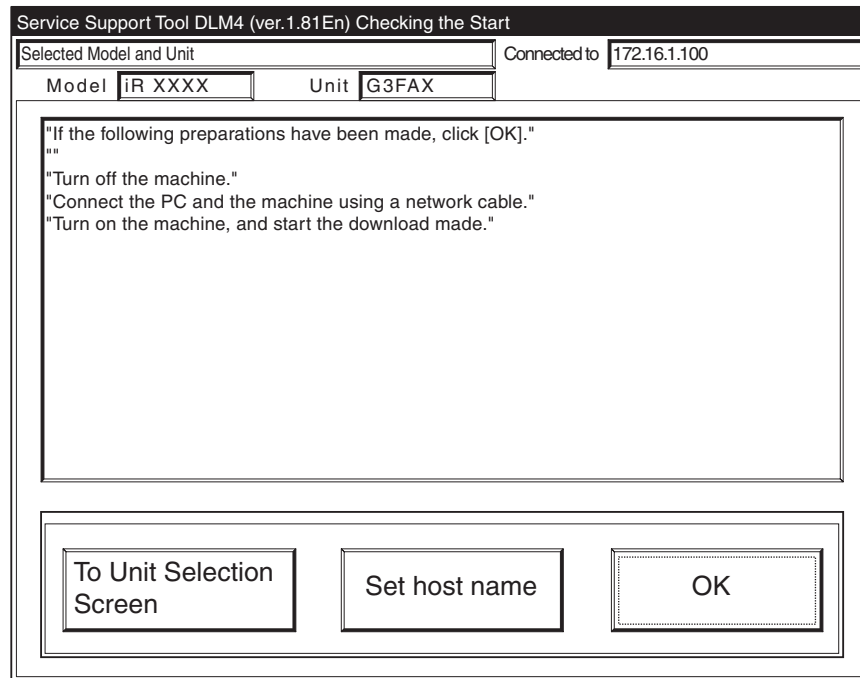 Service Support Tool DLM4 (ver.1.81En) Checking the Start
Selected Model and Unit
Connected to 172.16.1.100
Model iR XXXX Unit G3FAX
"If the following preparations have been made, click [OK]."
""
"Turn off the machine."
"Connect the PC and the machine using a network cable."
"Turn on the machine, and start the download made."
To Unit Selection
Screen
Set host name
OK